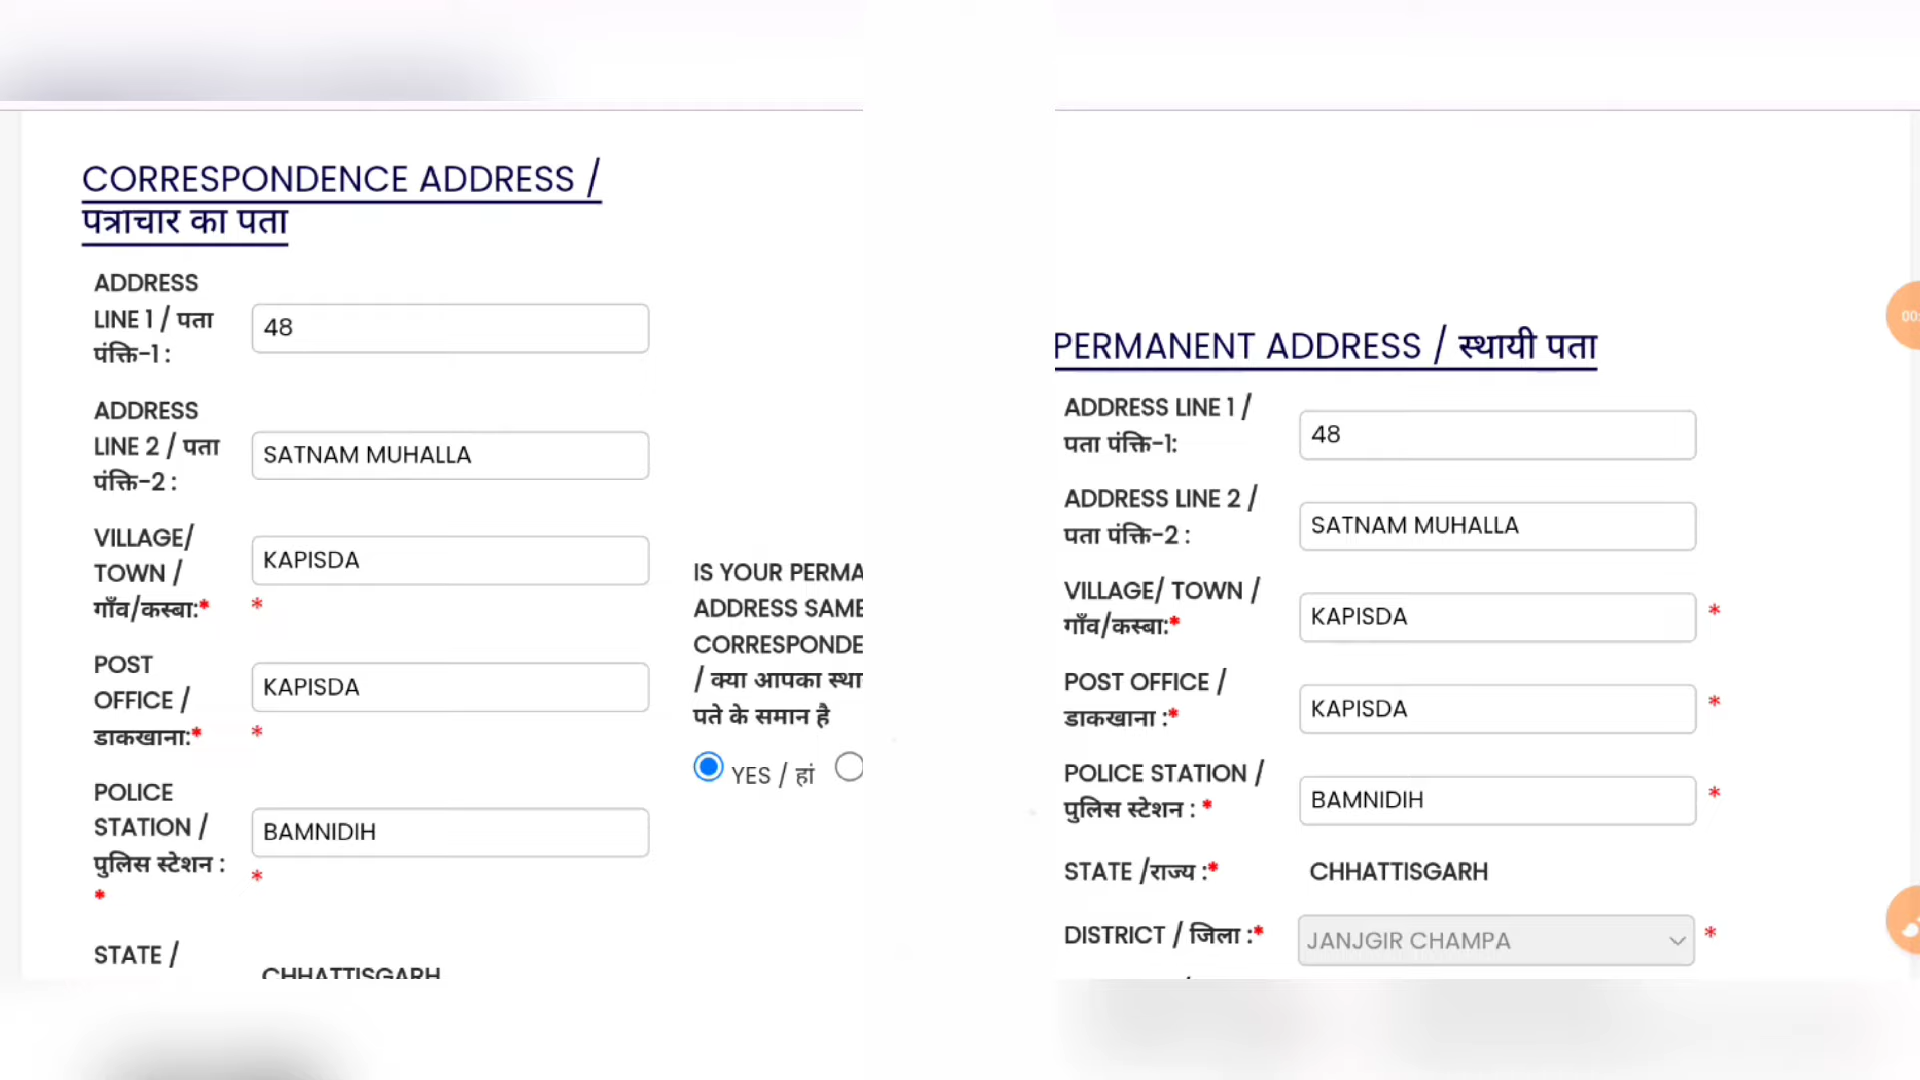 CORRESPONDENCE ADDRESS /
पत्राचार का पता
ADDRESS
LINE 1 / पता
पंक्ति-1 :
48
ADDRESS
LINE 2 / पता
पंक्ति-2 :
SATNAM MUHALLA
VILLAGE/
TOWN /
गाँव/कस्बा:*
KAPISDA
*
POST
OFFICE /
डाकखाना:*
KAPISDA
*
POLICE
STATION /
पुलिस स्टेशन :
*
BAMNIDIH
*
STATE /
CHHATTISGARH
IS YOUR PERMA
ADDRESS SAME
CORRESPONDE
/ क्या आपका स्था
पते के समान है
YES / हां
PERMANENT ADDRESS / स्थायी पता
ADDRESS LINE 1 /
पता पंक्ति-1:
48
ADDRESS LINE 2 /
पता पंक्ति-2 :
SATNAM MUHALLA
VILLAGE/ TOWN /
गाँव/कस्बा:*
KAPISDA *
POST OFFICE /
डाकखाना :*
KAPISDA *
POLICE STATION /
पुलिस स्टेशन : *
BAMNIDIH *
STATE /राज्य :* CHHATTISGARH
DISTRICT / जिला :* JANJGIR CHAMPA *
00: